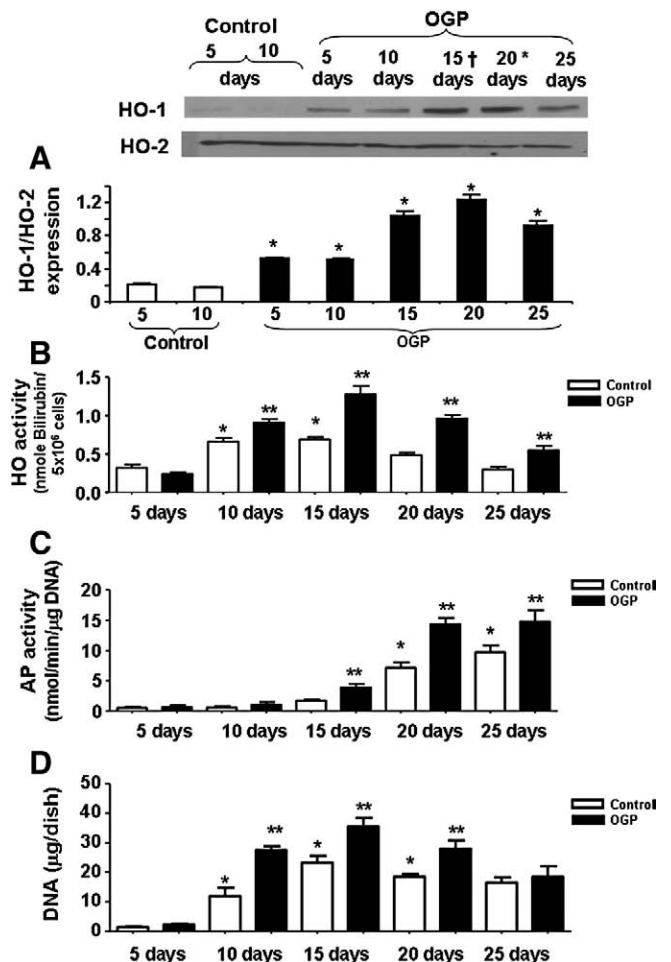 Control
OGP
5 10
days
5 days
10 days
15 † days
20 * days
25 days
HO-1
HO-2
A
HO-1/HO-2 expression
1.2
0.8
0.4
0
* * * * *
5 10 5 10 15 20 25
Control
OGP
B
HO activity
(nmole Bilirubin/
5x10⁶ cells)
1.5
1.0
0.5
0.0
* ** * ** ** **
Control
OGP
5 days 10 days 15 days 20 days 25 days
C
AP activity
(nmol/min/µg DNA)
20
15
10
5
0
** * ** * **
Control
OGP
5 days 10 days 15 days 20 days 25 days
D
DNA (µg/dish)
50
40
30
20
10
0
* ** * ** * **
Control
OGP
5 days 10 days 15 days 20 days 25 days